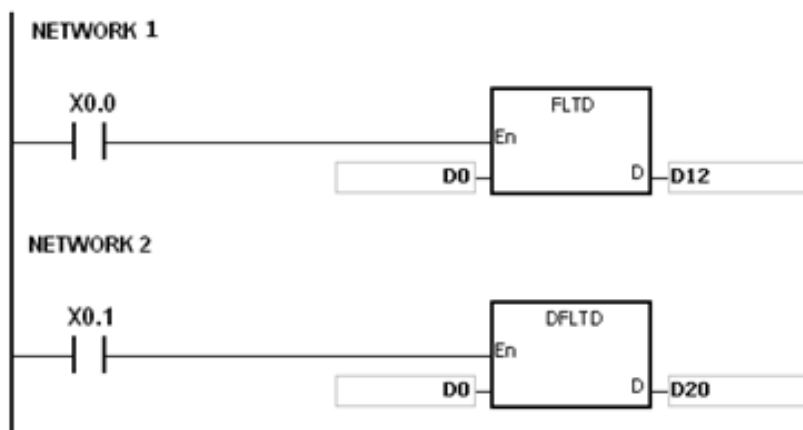 NETWORK 1
X0.0
FLTD
En
D0 D D12
NETWORK 2
X0.1
DFLTD
En
D0 D D20